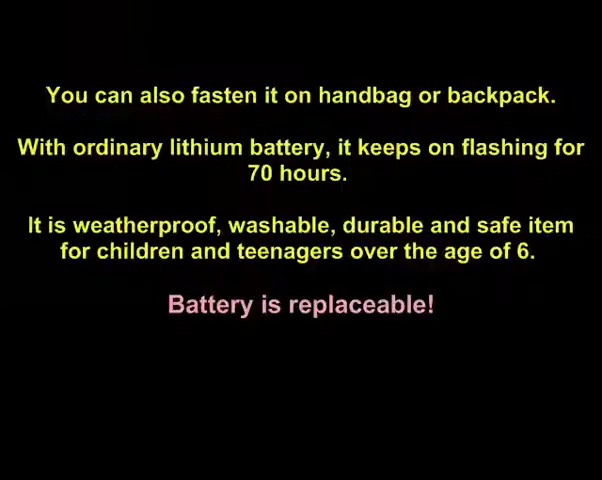 You can also fasten it on handbag or backpack.
With ordinary lithium battery, it keeps on flashing for
70 hours.
It is weatherproof, washable, durable and safe item
for children and teenagers over the age of 6.
Battery is replaceable!